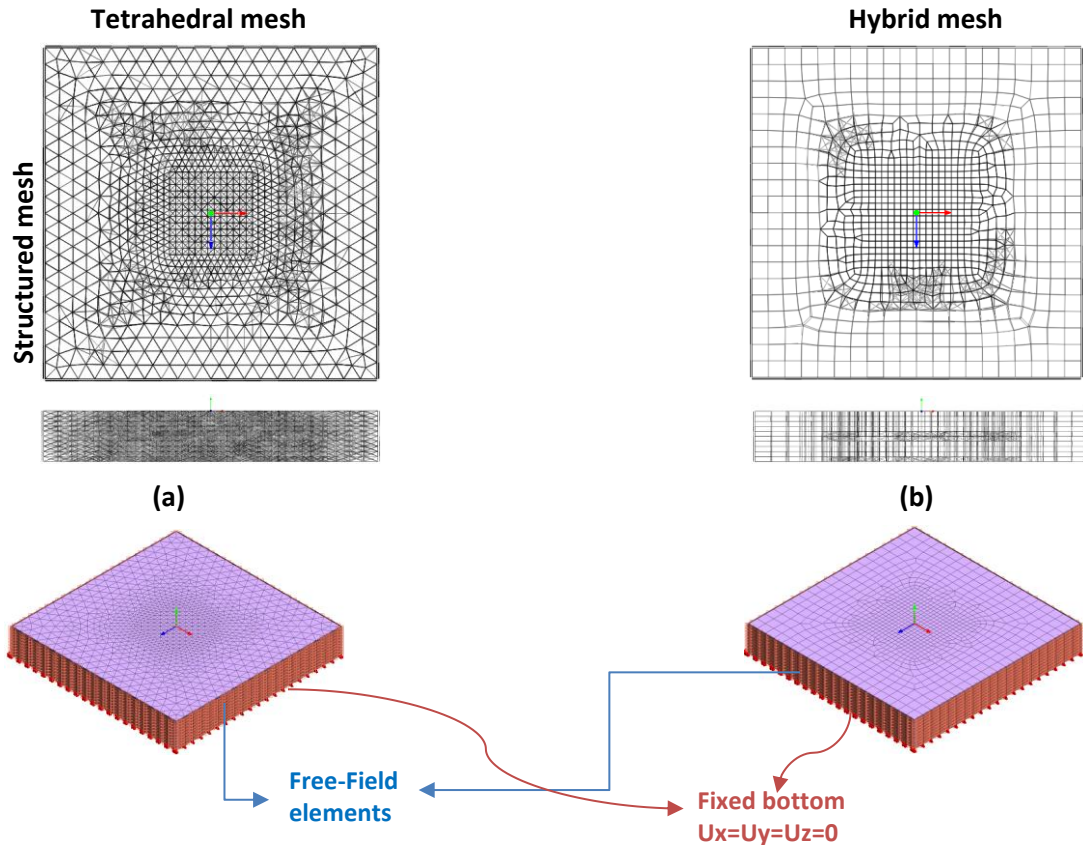 Tetrahedral mesh
Hybrid mesh
Structured mesh
(a)
(b)
Free-Field
elements
Fixed bottom
Ux=Uy=Uz=0